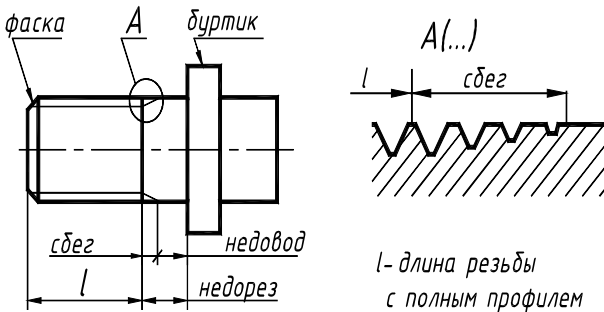 фаска
А
буртик
А(...)
l
сбег
сбег
недовод
l
недорез
l- длина резьбы
с полным профилем